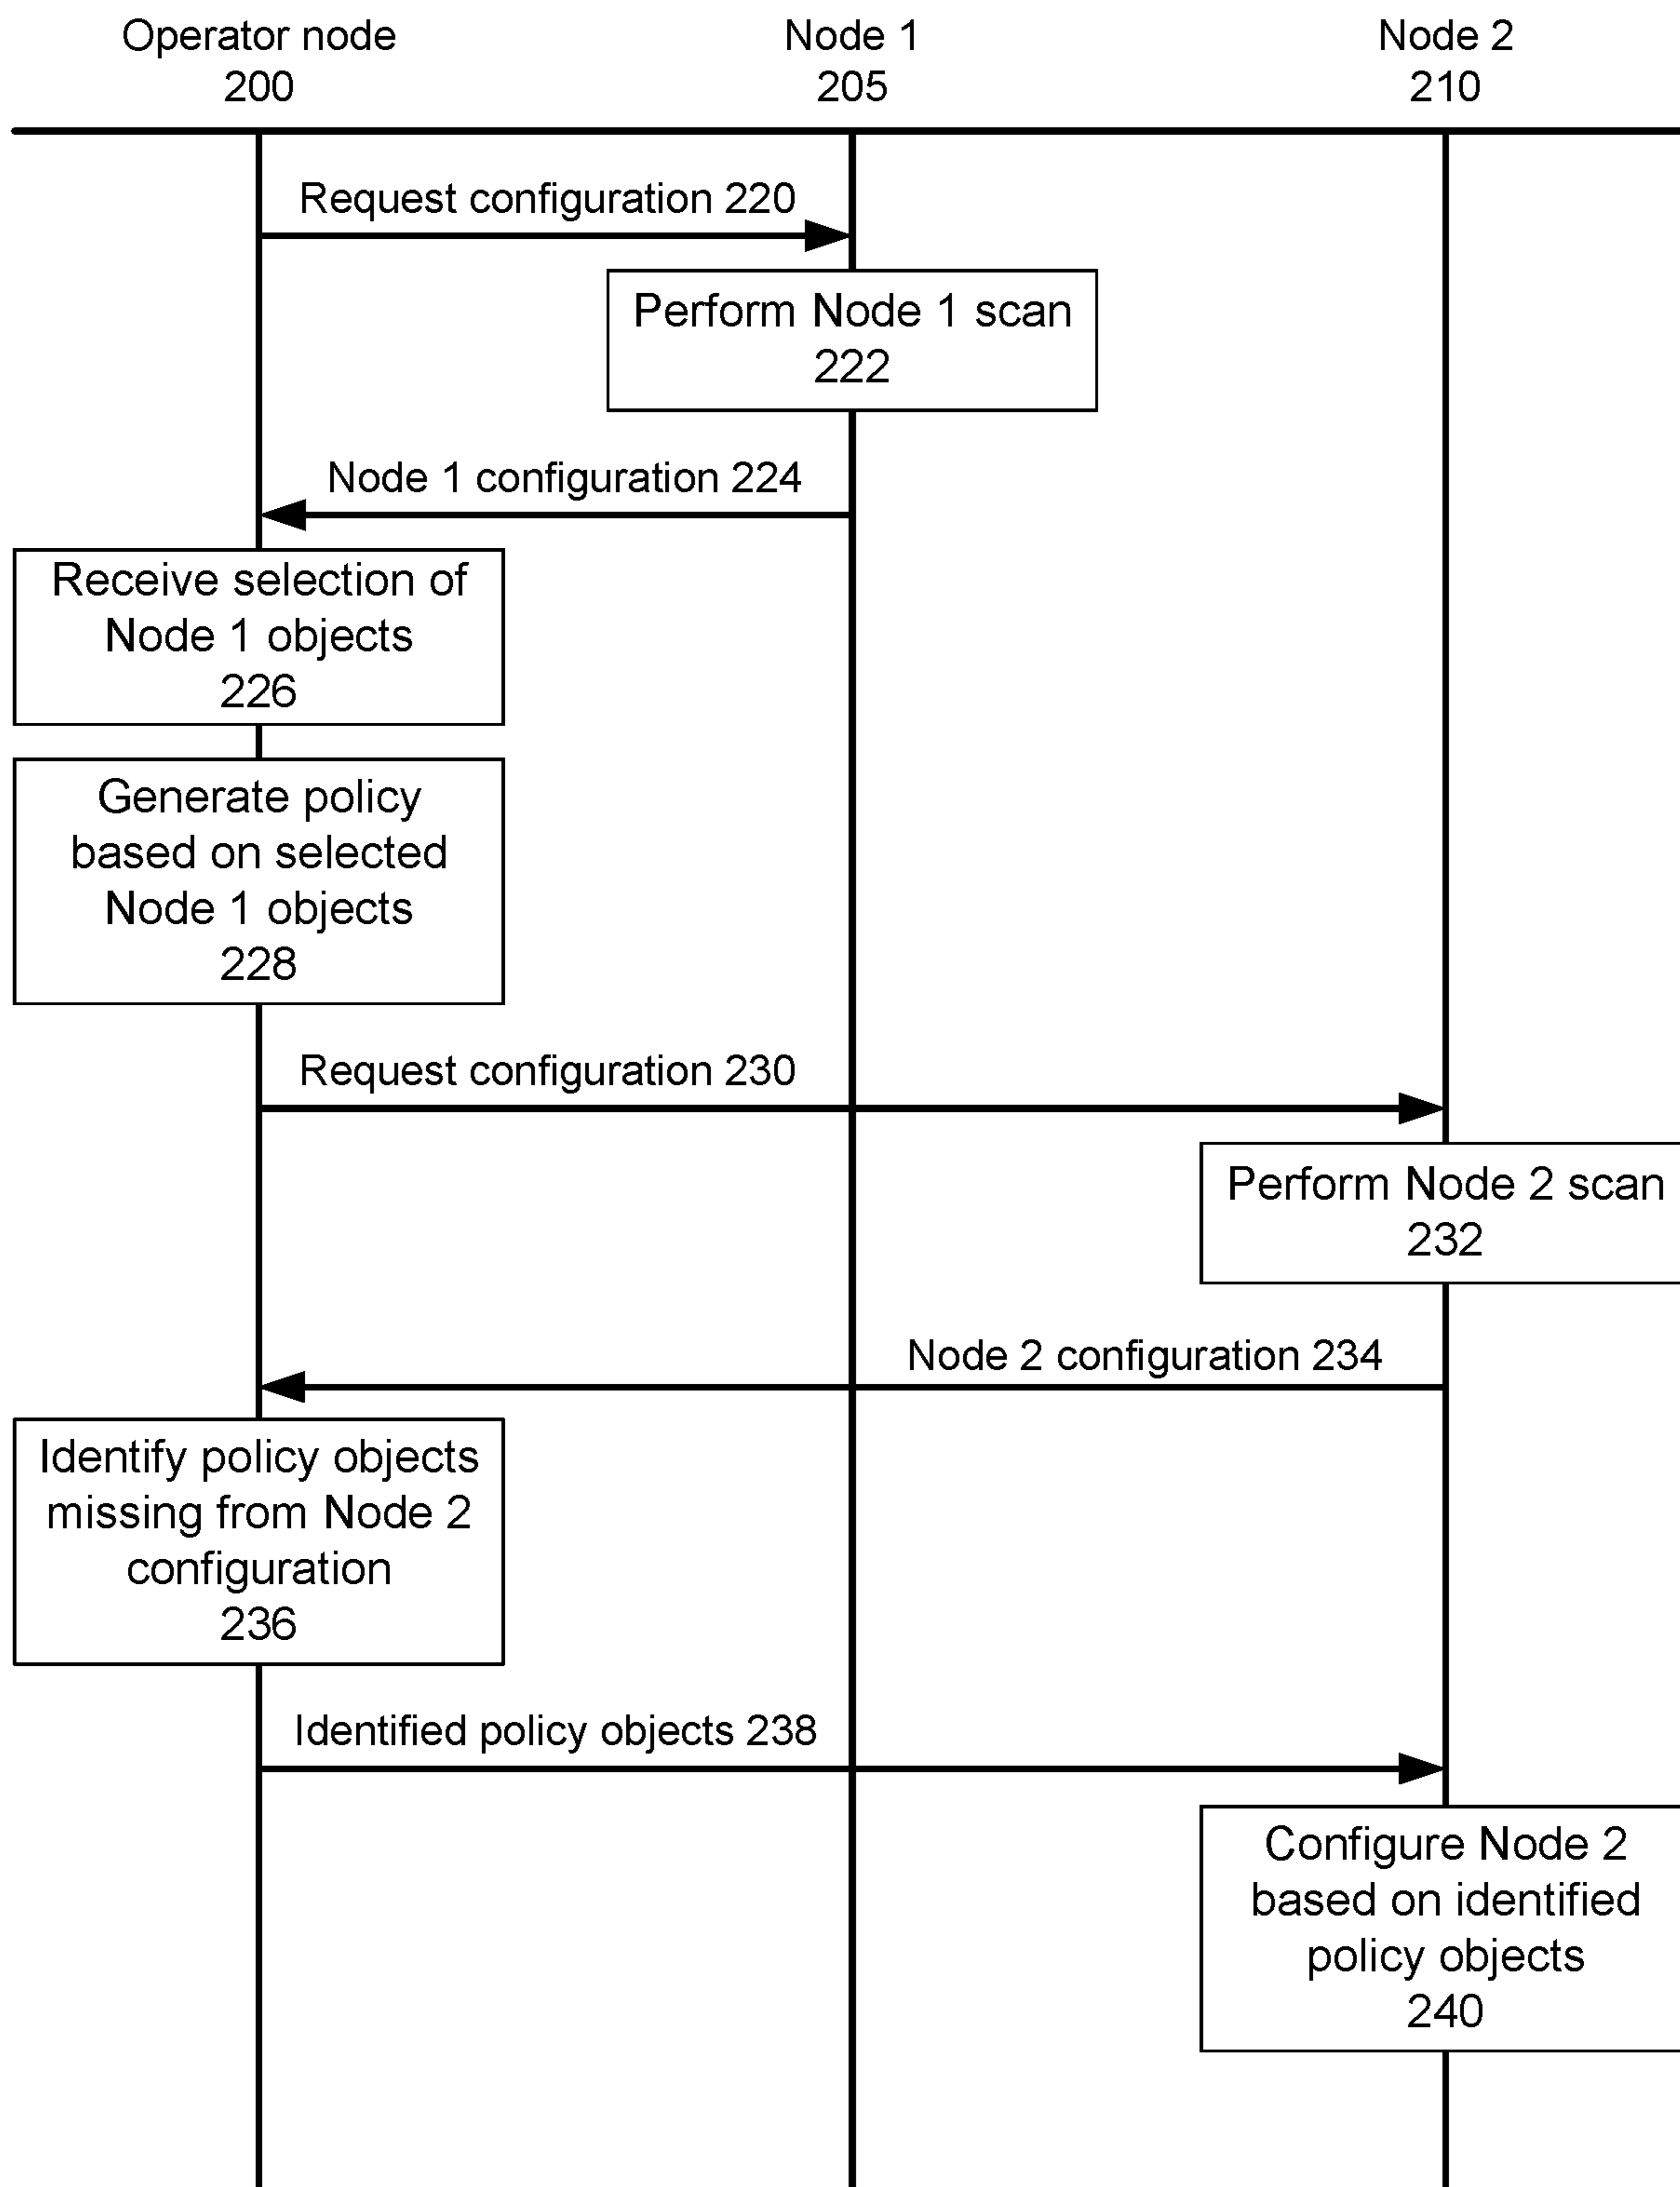 Operator node
200
Node 1
205
Node 2
210
Request configuration 220
Perform Node 1 scan
222
Node 1 configuration 224
Receive selection of
Node 1 objects
226
Generate policy
based on selected
Node 1 objects
228
Request configuration 230
Perform Node 2 scan
232
Node 2 configuration 234
Identify policy objects
missing from Node 2
configuration
236
Identified policy objects 238
Configure Node 2
based on identified
policy objects
240